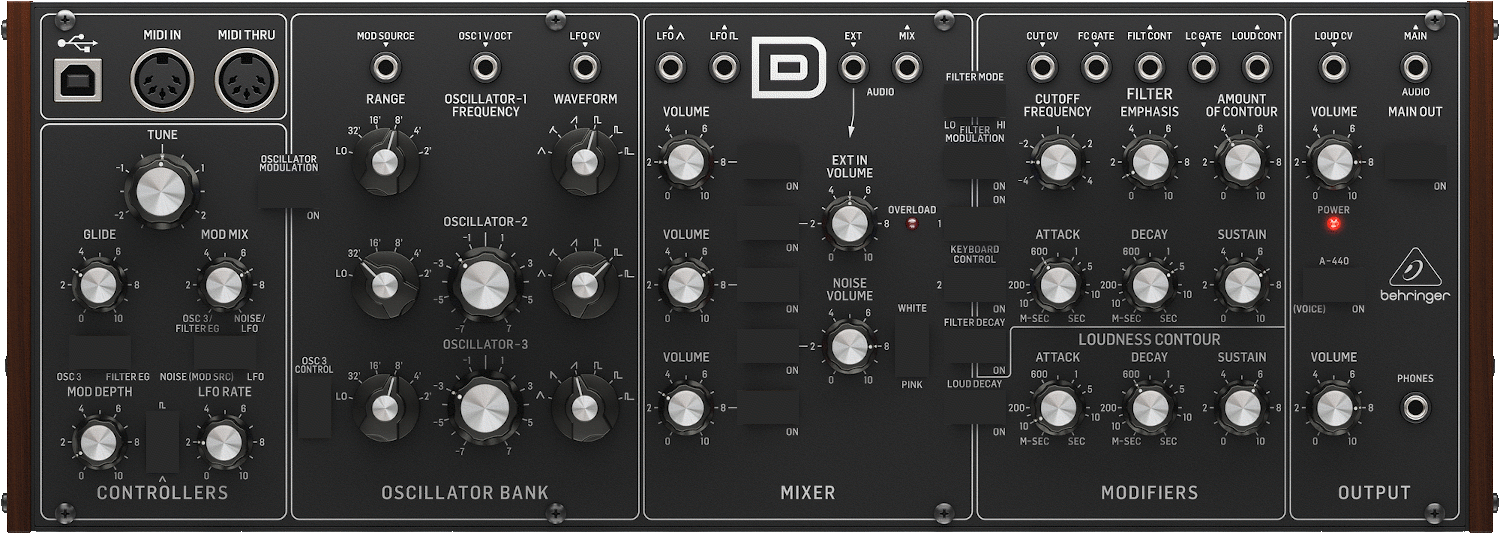 MIDI IN
MIDI THRU
TUNE
-1
1
-2
2
GLIDE
4 6
2 8
0 10
MOD MIX
4 6
2 8
0 10
OSC 3/
FILTER EG
NOISE/
LFO
OSC 3 FILTER EG
NOISE (MOD SRC) LFO
MOD DEPTH
4 6
2 8
0 10
LFO RATE
4 6
2 8
0 10
CONTROLLERS
OSCILLATOR
MODULATION
ON
MOD SOURCE
OSC 1 V/OCT
LFO CV
RANGE
16' 8'
32' 4'
LO 2'
OSCILLATOR-1
FREQUENCY
WAVEFORM
OSCILLATOR-2
16' 8'
32' 4'
LO 2'
-1 1
-3 3
-5 5
-7 7
OSCILLATOR-3
OSC 3
CONTROL
16' 8'
32' 4'
LO 2'
-1 1
-3 3
-5 5
-7 7
OSCILLATOR BANK
LFO
LFO
EXT
MIX
AUDIO
VOLUME
4 6
2 8
0 10
ON
EXT IN
VOLUME
4 6
2 8
0 10
OVERLOAD
ON
VOLUME
4 6
2 8
0 10
ON
NOISE
VOLUME
4 6
2 8
0 10
WHITE
PINK
ON
VOLUME
4 6
2 8
0 10
ON
MIXER
FILTER MODE
LO HI
FILTER
MODULATION
ON
ON
1
KEYBOARD
CONTROL
2
ON
FILTER DECAY
ON
LOUD DECAY
ON
CUT CV
FC GATE
FILT CONT
LC GATE
LOUD CONT
CUTOFF
FREQUENCY
-2 2
-4 4
FILTER
EMPHASIS
4 6
2 8
0 10
AMOUNT
OF CONTOUR
4 6
2 8
0 10
ATTACK
600 1
200 5
10 10
M-SEC SEC
DECAY
600 1
200 5
10 10
M-SEC SEC
SUSTAIN
4 6
2 8
0 10
LOUDNESS CONTOUR
ATTACK
600 1
200 5
10 10
M-SEC SEC
DECAY
600 1
200 5
10 10
M-SEC SEC
SUSTAIN
4 6
2 8
0 10
MODIFIERS
LOUD CV
MAIN
AUDIO
VOLUME
4 6
2 8
0 10
MAIN OUT
ON
POWER
A-440
(VOICE) ON
behringer
VOLUME
4 6
2 8
0 10
PHONES
OUTPUT